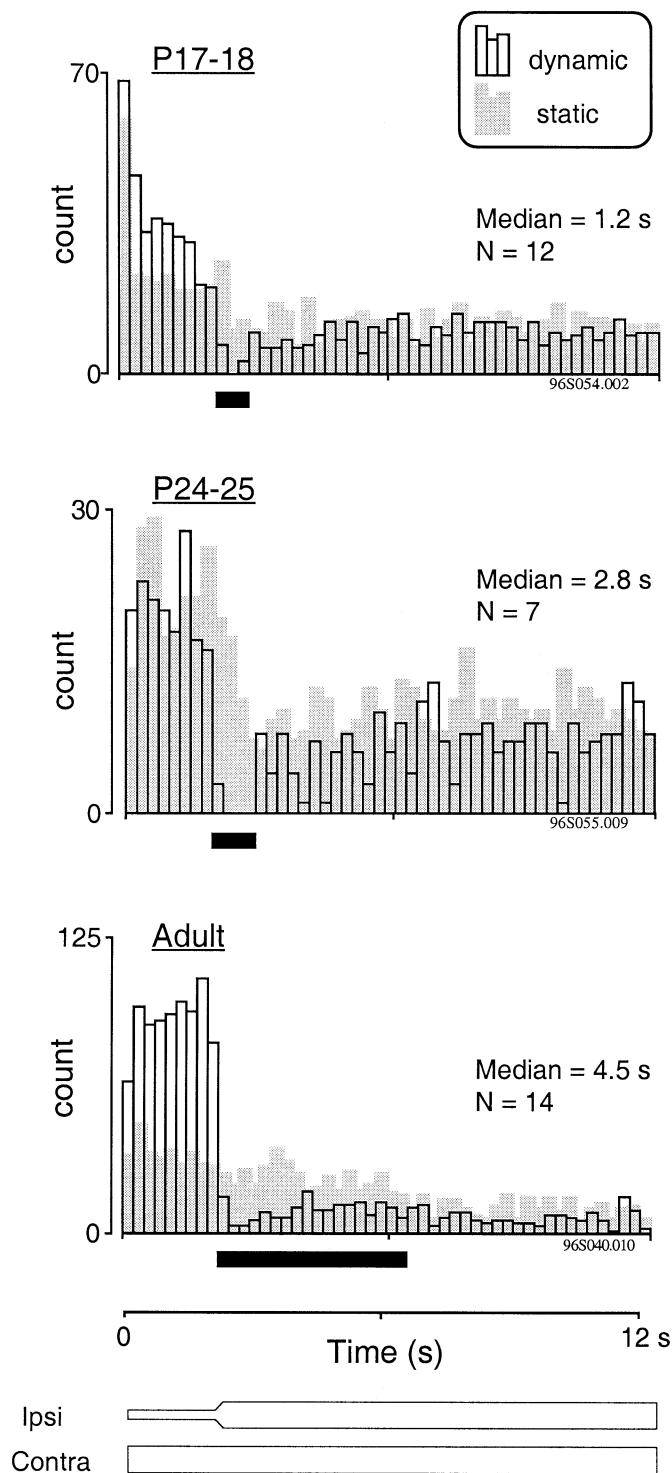 P17-18
70
dynamic
static
count
Median = 1.2 s
N = 12
0
96S054.002
P24-25
30
count
Median = 2.8 s
N = 7
0
96S055.009
Adult
125
count
Median = 4.5 s
N = 14
0
96S040.010
0
12 s
Time (s)
Ipsi
Contra